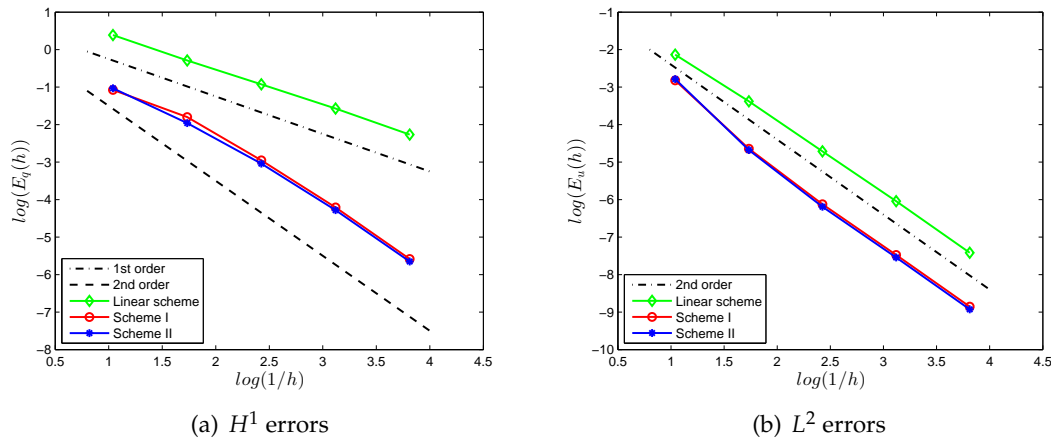 1
0
−1
−2
−3
−4
−5
−6
−7
−8
log(E_q(h))
0.5 1 1.5 2 2.5 3 3.5 4 4.5
log(1/h)
1st order
2nd order
Linear scheme
Scheme I
Scheme II
(a) H^1 errors
−1
−2
−3
−4
−5
−6
−7
−8
−9
−10
log(E_u(h))
0.5 1 1.5 2 2.5 3 3.5 4 4.5
log(1/h)
2nd order
Linear scheme
Scheme I
Scheme II
(b) L^2 errors